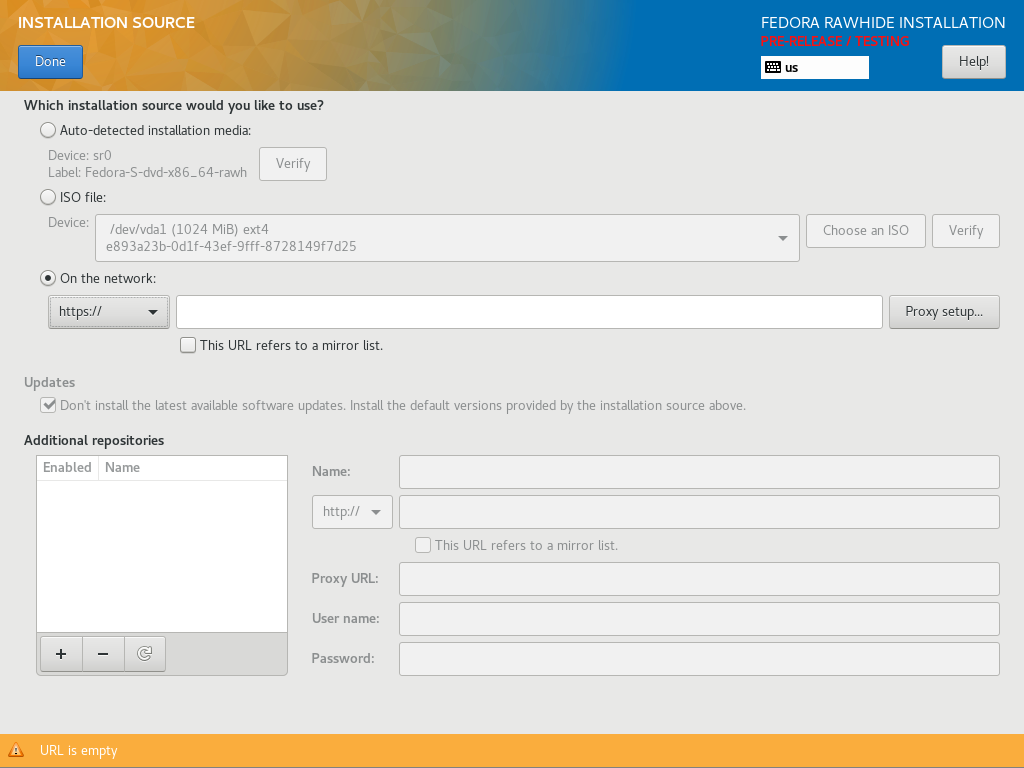 INSTALLATION SOURCE
FEDORA RAWHIDE INSTALLATION
PRE-RELEASE / TESTING
Done
us
Help!
Which installation source would you like to use?
Auto-detected installation media:
Device: sr0
Label: Fedora-S-dvd-x86_64-rawh
Verify
ISO file:
Device:
/dev/vda1 (1024 MiB) ext4
e893a23b-0d1f-43ef-9fff-8728149f7d25
Choose an ISO
Verify
On the network:
https://
Proxy setup...
This URL refers to a mirror list.
Updates
Don't install the latest available software updates. Install the default versions provided by the installation source above.
Additional repositories
Enabled Name
Name:
http://
This URL refers to a mirror list.
Proxy URL:
User name:
Password:
URL is empty